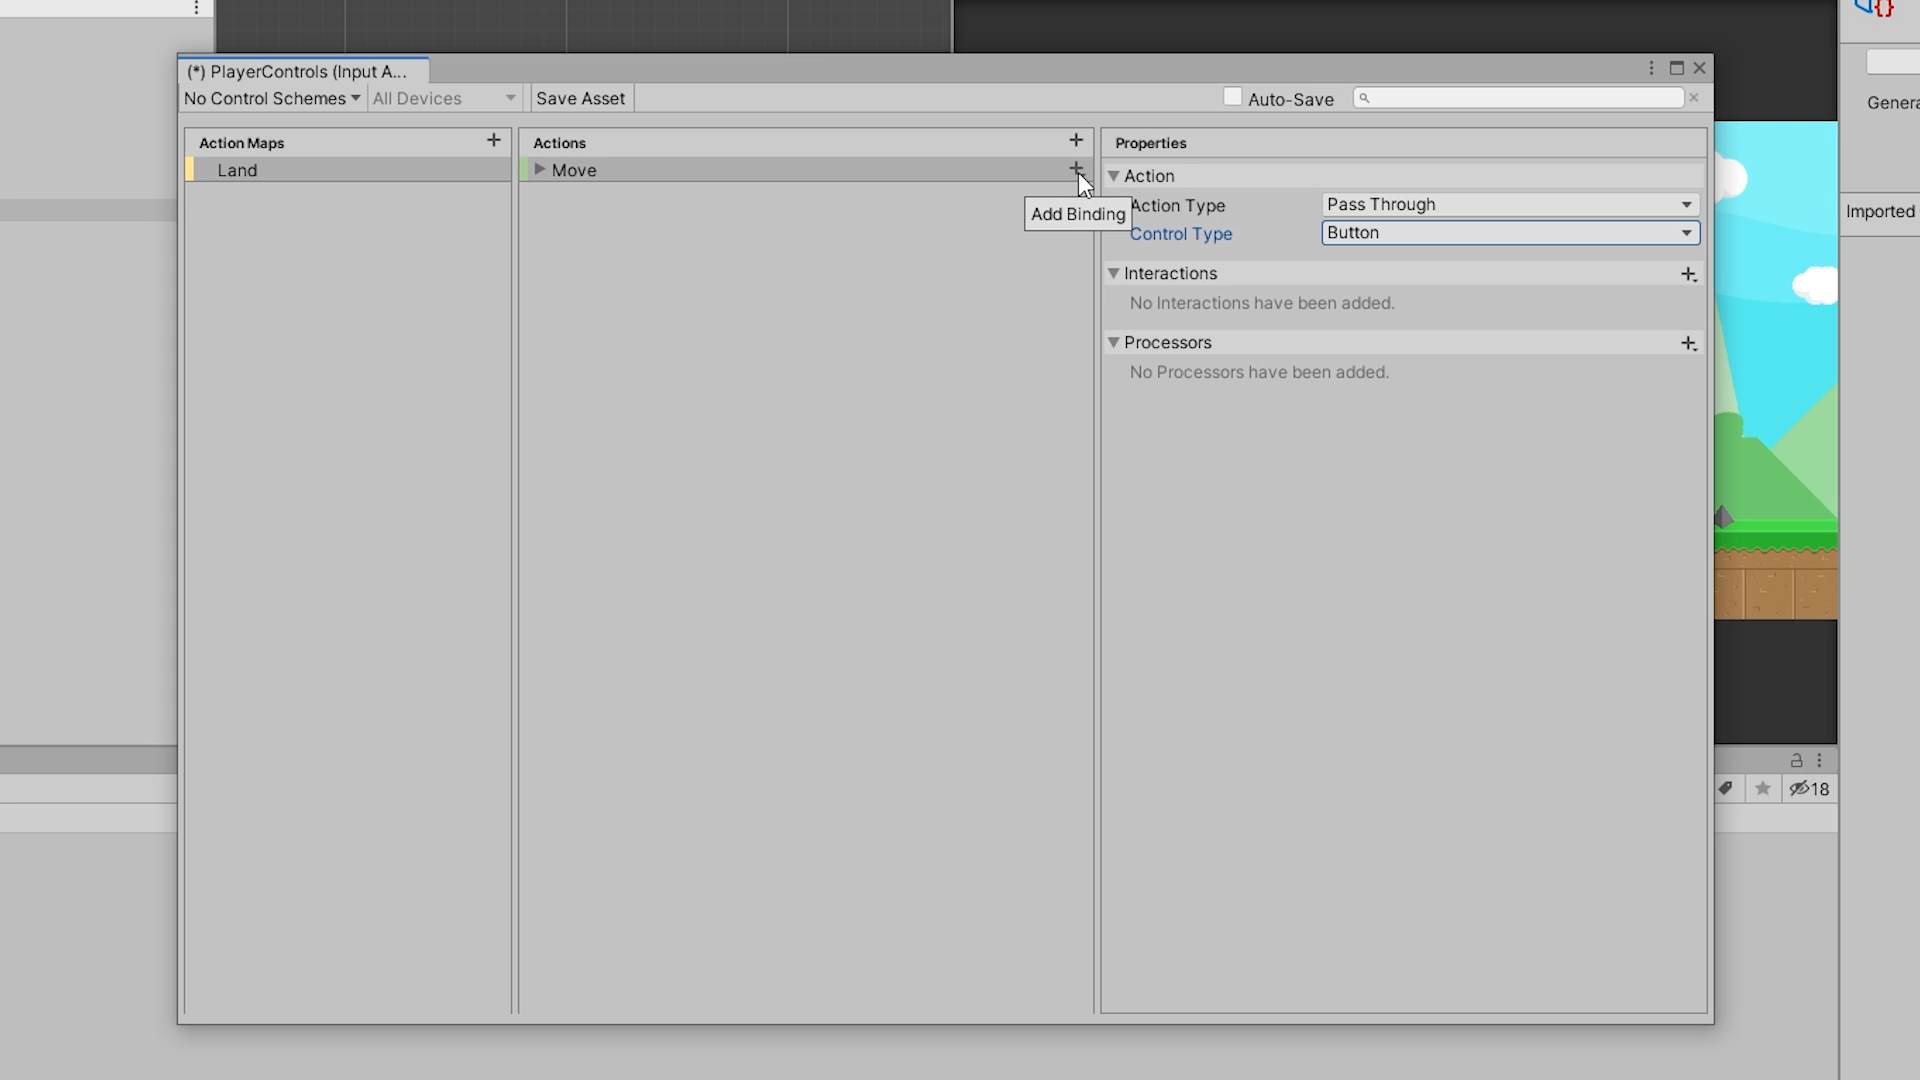 (*) PlayerControls (Input A...
No Control Schemes
All Devices
Save Asset
Auto-Save
Action Maps
Actions
Properties
Land
Move
Add Binding
Action
Action Type
Pass Through
Control Type
Button
Interactions
No Interactions have been added.
Processors
No Processors have been added.
Genera
Imported
18